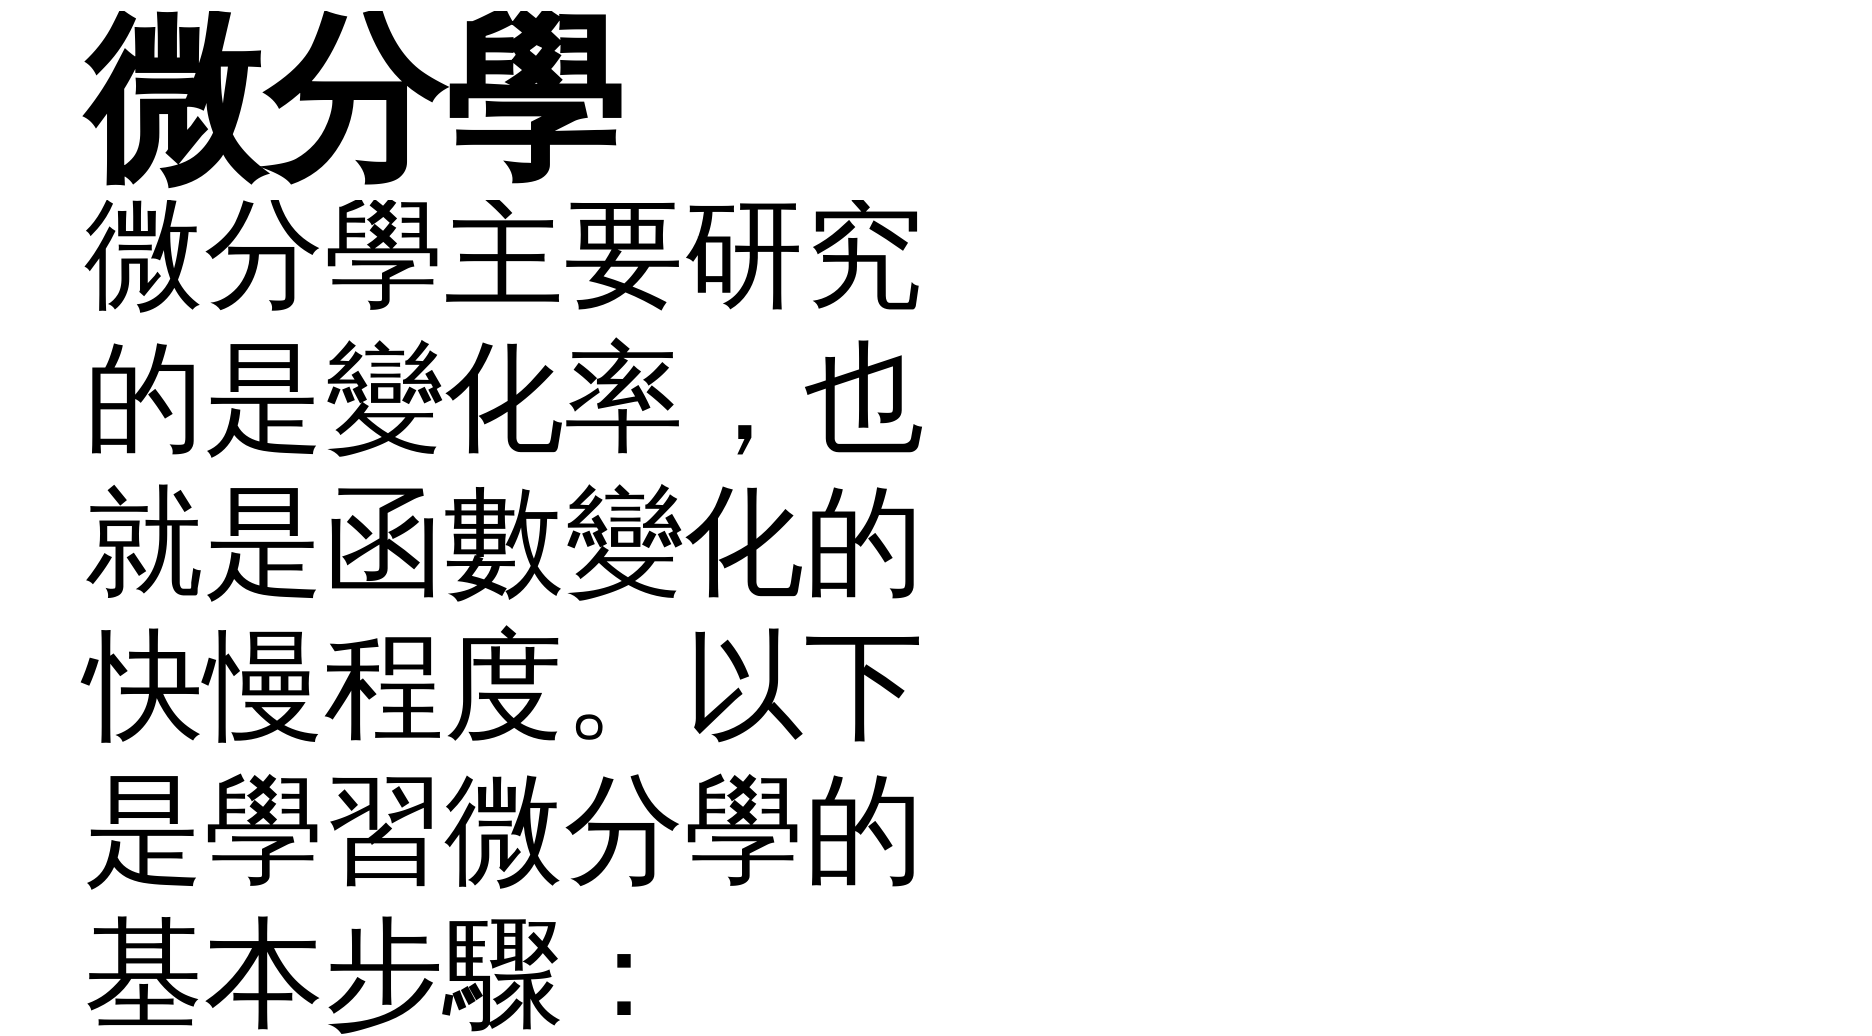 微分學
微分學主要研究
的是變化率，也
就是函數變化的
快慢程度。以下
是學習微分學的
基本步驟：